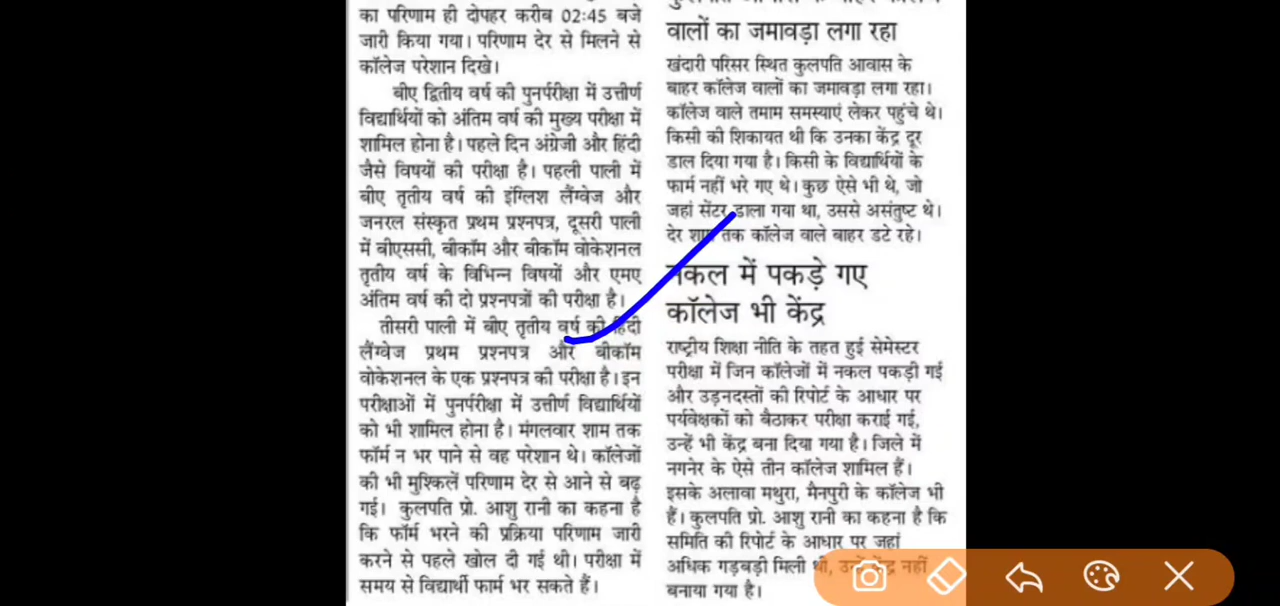 का परिणाम ही दोपहर करीब 02:45 बजे
जारी किया गया। परिणाम देर से मिलने से
कॉलेज परेशान दिखे।
बीए द्वितीय वर्ष की पुनर्परीक्षा में उत्तीर्ण
विद्यार्थियों को अंतिम वर्ष की मुख्य परीक्षा में
शामिल होना है। पहले दिन अंग्रेजी और हिंदी
जैसे विषयों की परीक्षा है। पहली पाली में
बीए तृतीय वर्ष की इंग्लिश लैंग्वेज और
जनरल संस्कृत प्रथम प्रश्नपत्र, दूसरी पाली
में बीएससी, बीकॉम और बीकॉम वोकेशनल
तृतीय वर्ष के विभिन्न विषयों और एमए
अंतिम वर्ष की दो प्रश्नपत्रों की परीक्षा है।
तीसरी पाली में बीए तृतीय वर्ष की हिंदी
लैंग्वेज प्रथम प्रश्नपत्र और बीकॉम
वोकेशनल के एक प्रश्नपत्र की परीक्षा है। इन
परीक्षाओं में पुनर्परीक्षा में उत्तीर्ण विद्यार्थियों
को भी शामिल होना है। मंगलवार शाम तक
फॉर्म न भर पाने से वह परेशान थे। कॉलेजों
की भी मुश्किलें परिणाम देर से आने से बढ़
गई। कुलपति प्रो. आशु रानी का कहना है
कि फॉर्म भरने की प्रक्रिया परिणाम जारी
करने से पहले खोल दी गई थी। परीक्षा में
समय से विद्यार्थी फार्म भर सकते हैं।
वालों का जमावड़ा लगा रहा
खंदारी परिसर स्थित कुलपति आवास के
बाहर कॉलेज वालों का जमावड़ा लगा रहा।
कॉलेज वाले तमाम समस्याएं लेकर पहुंचे थे।
किसी की शिकायत थी कि उनका केंद्र दूर
डाल दिया गया है। किसी के विद्यार्थियों के
फार्म नहीं भरे गए थे। कुछ ऐसे भी थे, जो
जहां सेंटर डाला गया था, उससे असंतुष्ट थे।
देर शाम तक कॉलेज वाले बाहर डटे रहे।
नकल में पकड़े गए
कॉलेज भी केंद्र
राष्ट्रीय शिक्षा नीति के तहत हुई सेमेस्टर
परीक्षा में जिन कॉलेजों में नकल पकड़ी गई
और उड़नदस्तों की रिपोर्ट के आधार पर
पर्यवेक्षकों को बैठाकर परीक्षा कराई गई,
उन्हें भी केंद्र बना दिया गया है। जिले में
नगनेर के ऐसे तीन कॉलेज शामिल हैं।
इसके अलावा मथुरा, मैनपुरी के कॉलेज भी
हैं। कुलपति प्रो. आशु रानी का कहना है कि
समिति की रिपोर्ट के आधार पर जहां
अधिक गड़बड़ी मिली थी, उन्हें केंद्र नहीं
बनाया गया है।